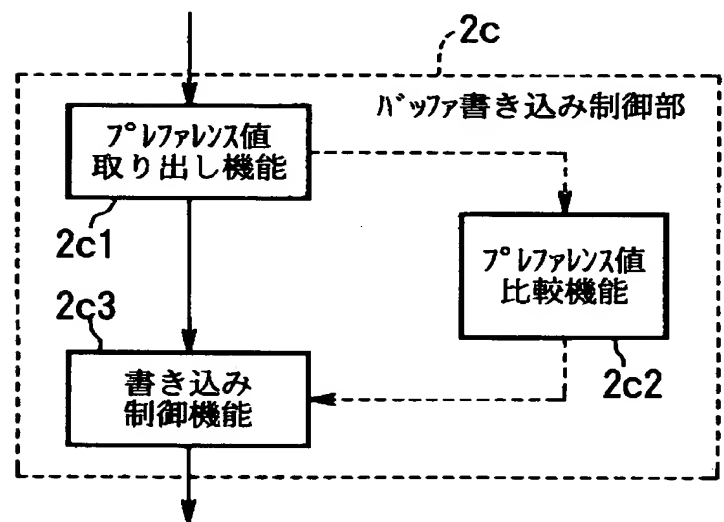 2c
バッファ書き込み制御部
プレファレンス値
取り出し機能
2c1
プレファレンス値
比較機能
2c2
2c3
書き込み
制御機能